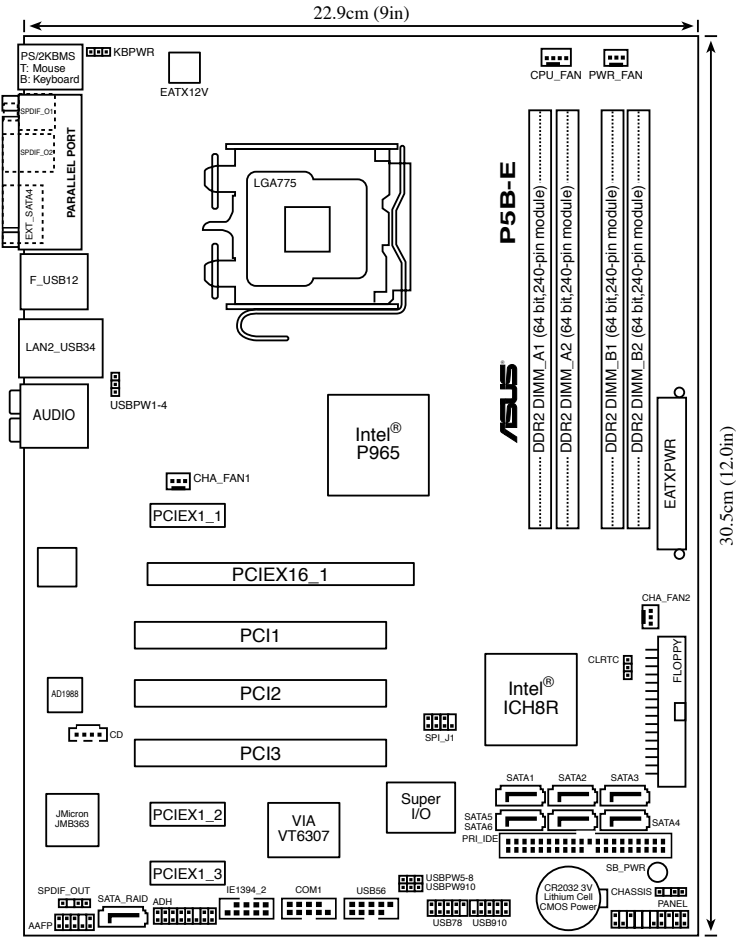 22.9cm (9in)
PS/2KBMS
T: Mouse
B: Keyboard
KBPWR
EATX12V
CPU_FAN
PWR_FAN
SPDIF_O1
SPDIF_O2
EXT_SATA4
PARALLEL PORT
LGA775
P5B-E
ASUS
DDR2 DIMM_A1 (64 bit,240-pin module)
DDR2 DIMM_A2 (64 bit,240-pin module)
DDR2 DIMM_B1 (64 bit,240-pin module)
DDR2 DIMM_B2 (64 bit,240-pin module)
F_USB12
LAN2_USB34
USBPW1-4
AUDIO
Intel®
P965
EATXPWR
30.5cm (12.0in)
CHA_FAN1
PCIEX1_1
PCIEX16_1
CHA_FAN2
PCI1
CLRTC
FLOPPY
AD1988
PCI2
Intel®
ICH8R
CD
SPI_J1
PCI3
SATA1
SATA2
SATA3
JMicron
JMB363
PCIEX1_2
VIA
VT6307
Super
I/O
SATA5
SATA6
SATA4
PRI_IDE
PCIEX1_3
SB_PWR
USBPW5-8
USBPW910
CR2032 3V
Lithium Cell
CMOS Power
CHASSIS
PANEL
SPDIF_OUT
SATA_RAID
ADH
IE1394_2
COM1
USB56
AAFP
USB78
USB910